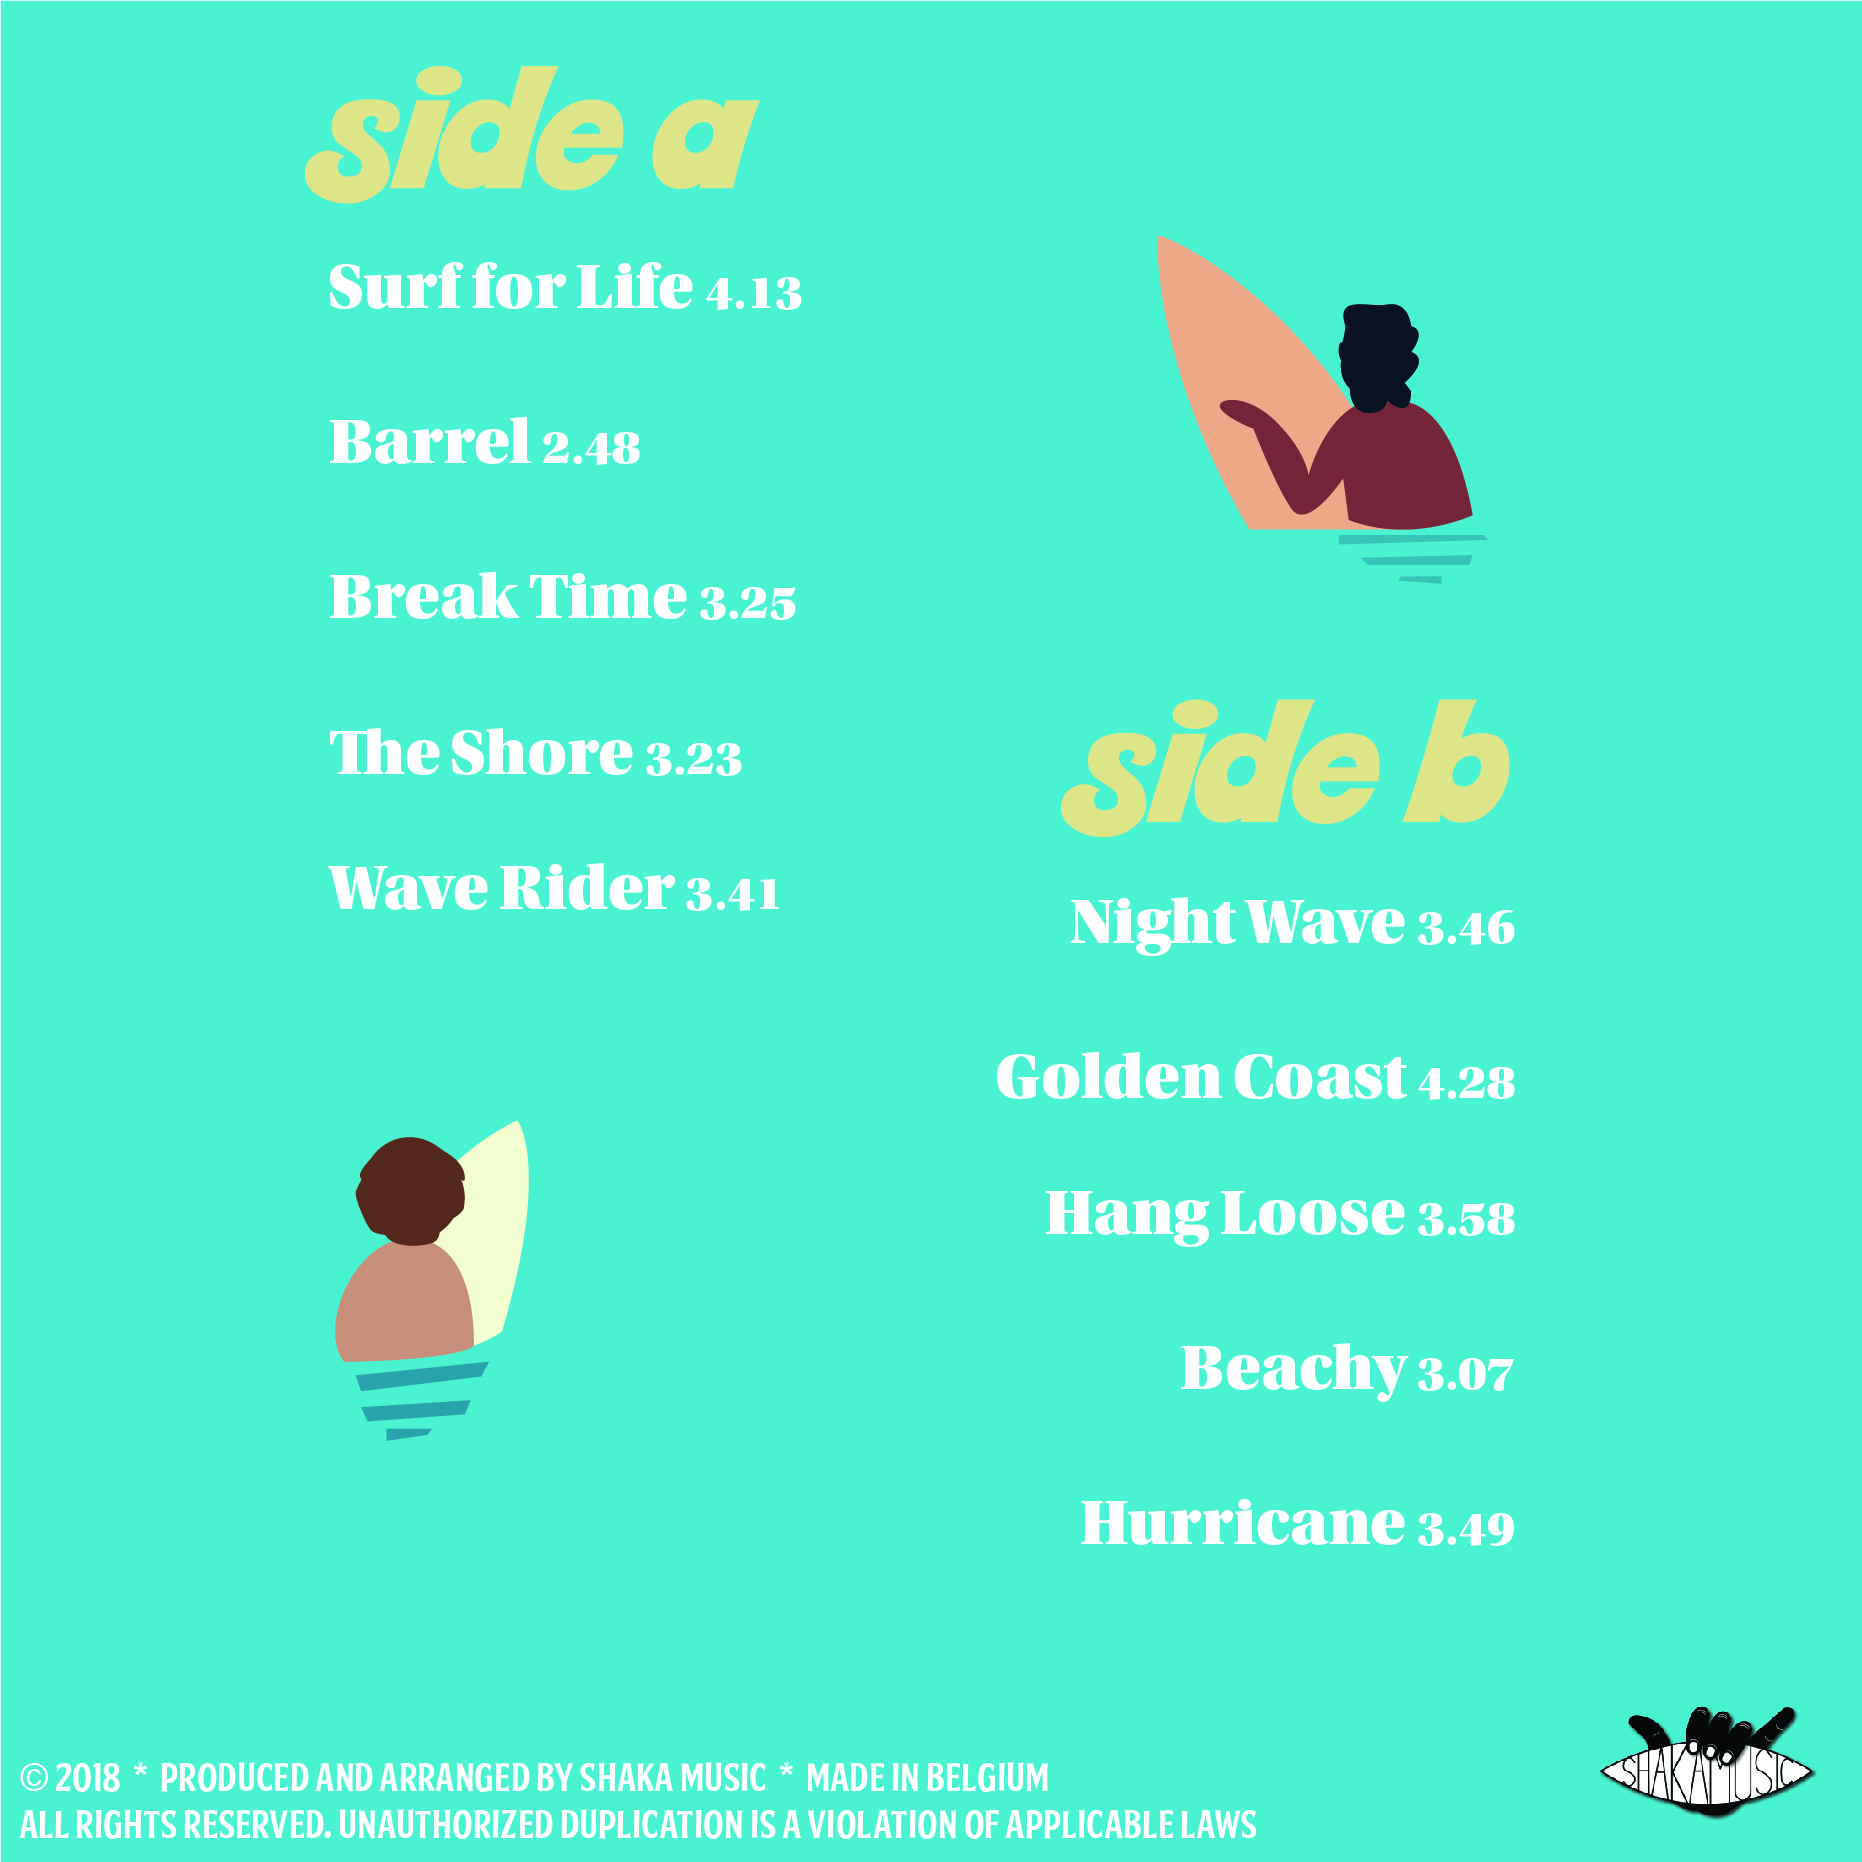 side a
Surf for Life 4.13
Barrel 2.48
Break Time 3.25
The Shore 3.23
Wave Rider 3.41
side b
Night Wave 3.46
Golden Coast 4.28
Hang Loose 3.58
Beachy 3.07
Hurricane 3.49
© 2018 * PRODUCED AND ARRANGED BY SHAKA MUSIC * MADE IN BELGIUM
ALL RIGHTS RESERVED. UNAUTHORIZED DUPLICATION IS A VIOLATION OF APPLICABLE LAWS
SHAKA MUSIC